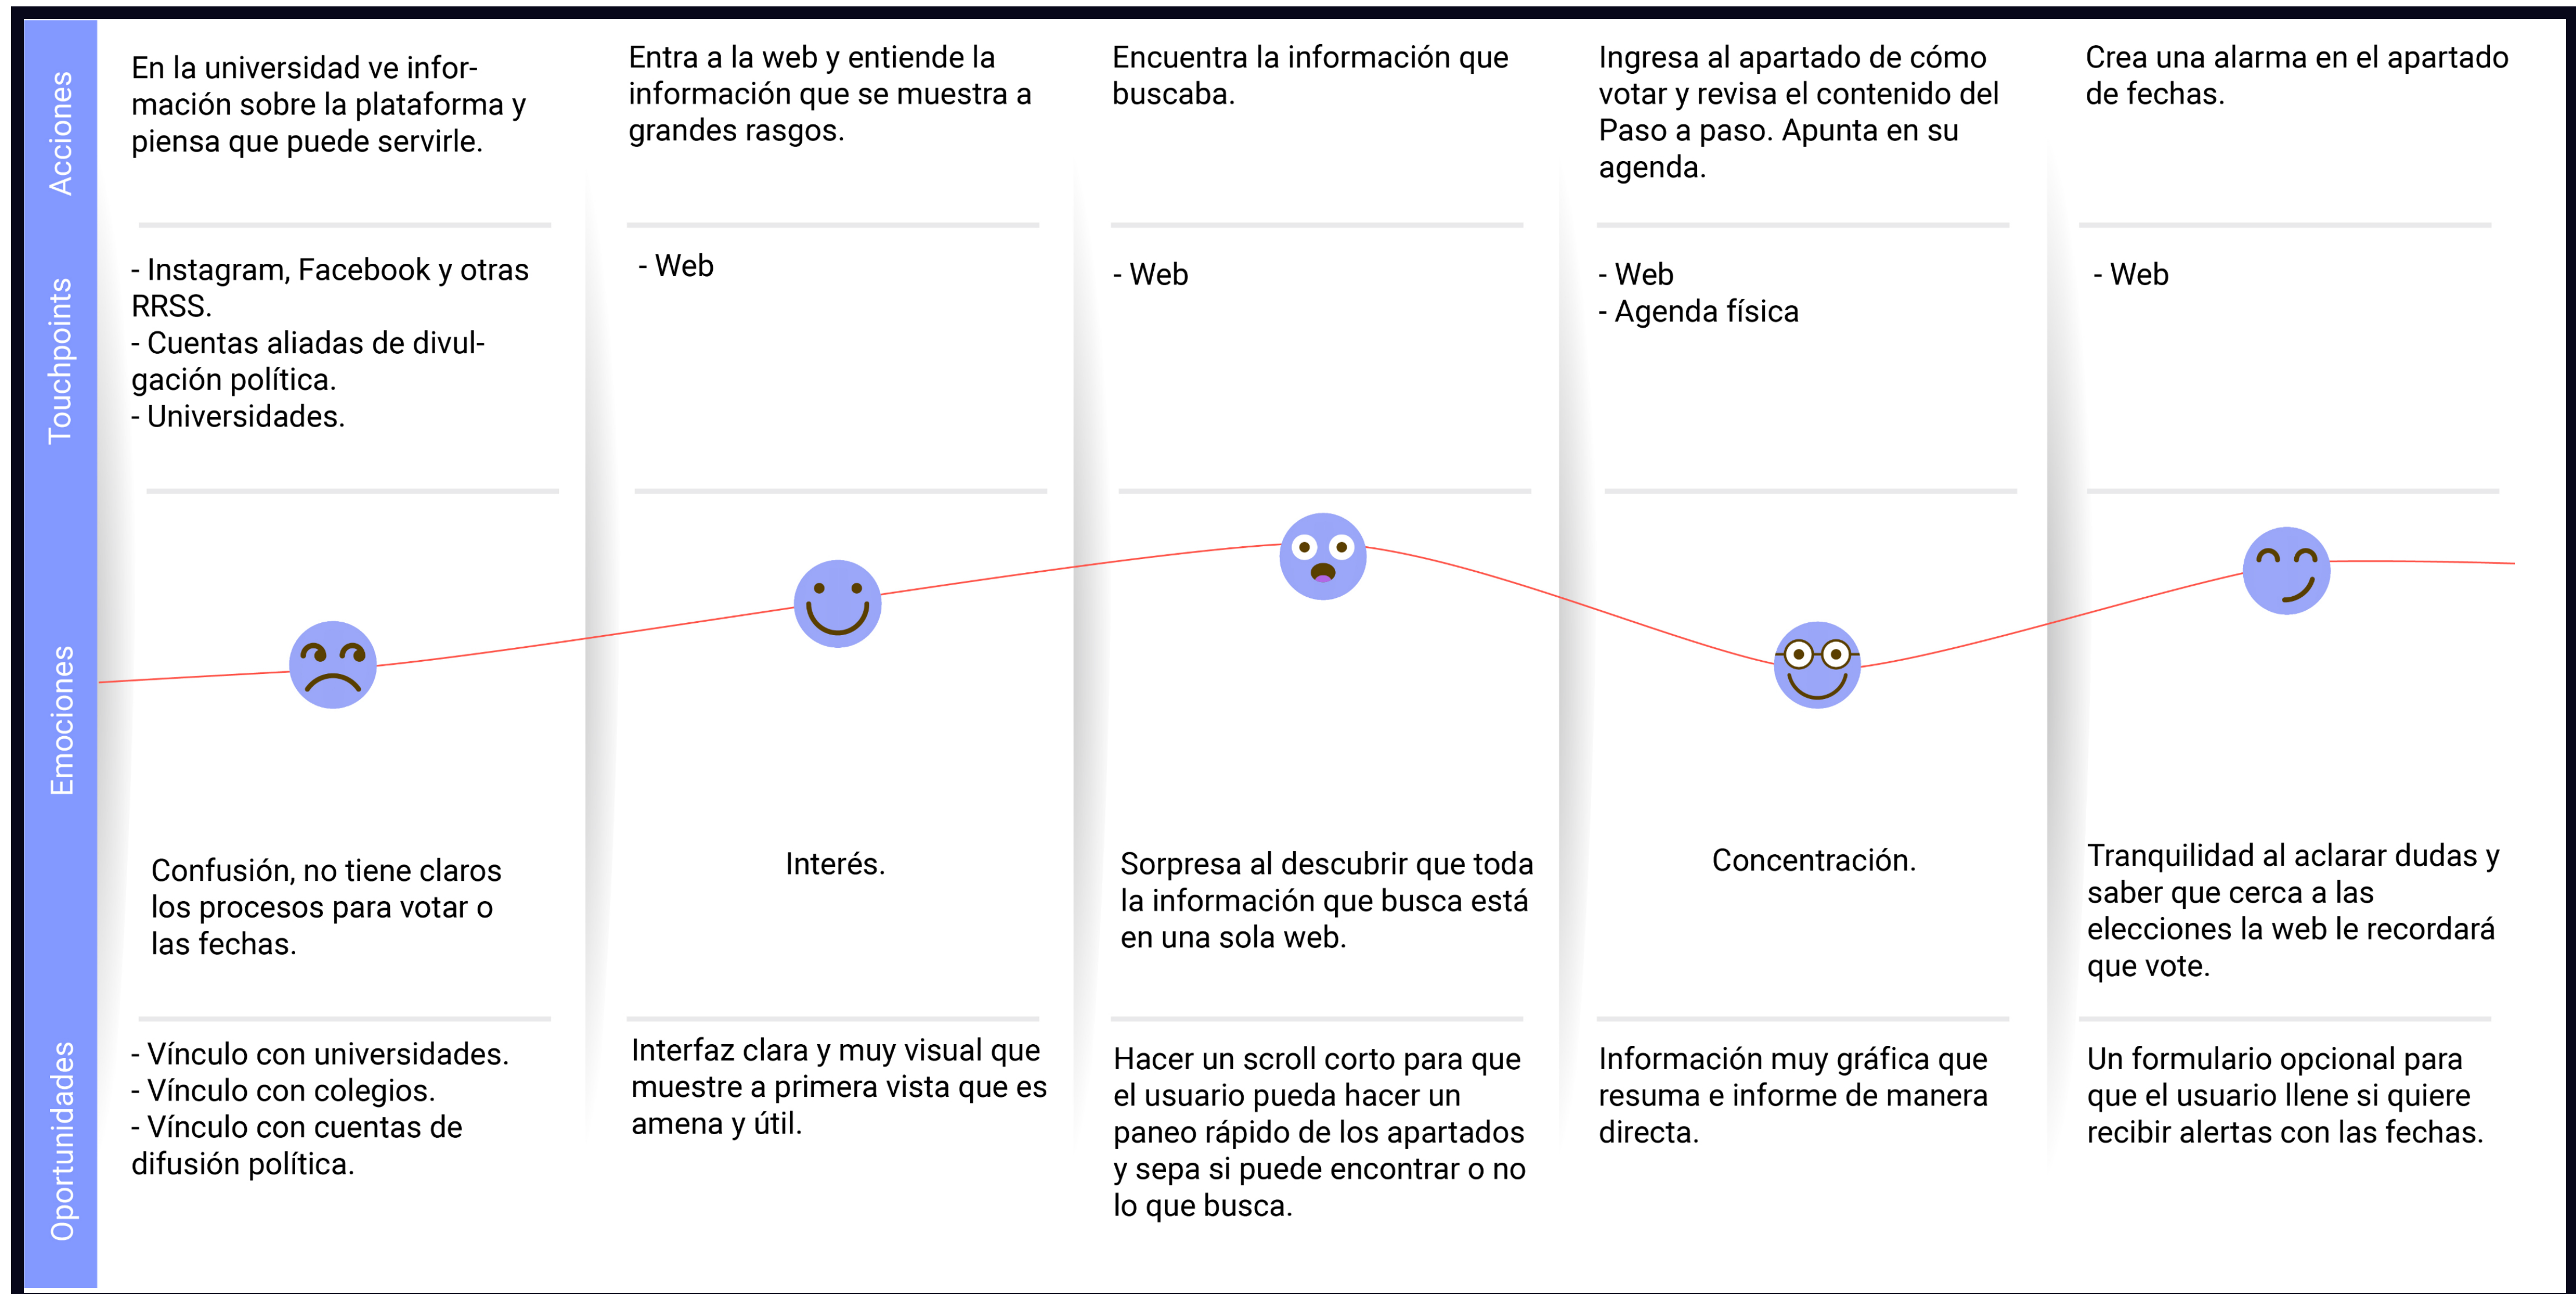 Acciones
En la universidad ve infor-
mación sobre la plataforma y
piensa que puede servirle.
Entra a la web y entiende la
información que se muestra a
grandes rasgos.
Encuentra la información que
buscaba.
Ingresa al apartado de cómo
votar y revisa el contenido del
Paso a paso. Apunta en su
agenda.
Crea una alarma en el apartado
de fechas.
Touchpoints
- Instagram, Facebook y otras
RRSS.
- Cuentas aliadas de divul-
gación política.
- Universidades.
- Web
- Web
- Web
- Agenda física
- Web
Emociones
Confusión, no tiene claros
los procesos para votar o
las fechas.
Interés.
Sorpresa al descubrir que toda
la información que busca está
en una sola web.
Concentración.
Tranquilidad al aclarar dudas y
saber que cerca a las
elecciones la web le recordará
que vote.
Oportunidades
- Vínculo con universidades.
- Vínculo con colegios.
- Vínculo con cuentas de
difusión política.
Interfaz clara y muy visual que
muestre a primera vista que es
amena y útil.
Hacer un scroll corto para que
el usuario pueda hacer un
paneo rápido de los apartados
y sepa si puede encontrar o no
lo que busca.
Información muy gráfica que
resuma e informe de manera
directa.
Un formulario opcional para
que el usuario llene si quiere
recibir alertas con las fechas.